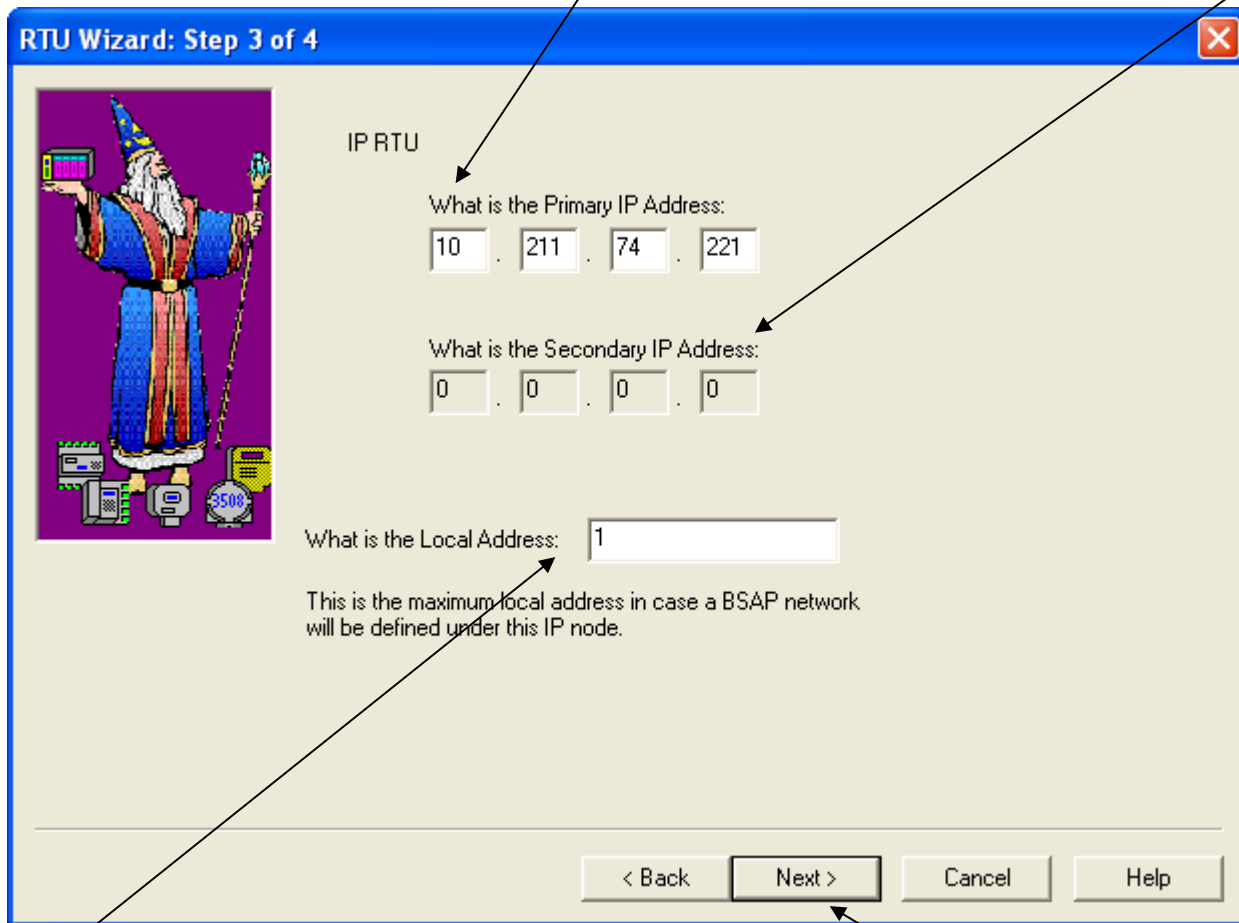 RTU Wizard: Step 3 of 4
IP RTU
What is the Primary IP Address:
10 . 211 . 74 . 221
What is the Secondary IP Address:
0 . 0 . 0 . 0
3508
What is the Local Address: 1
This is the maximum local address in case a BSAP network
will be defined under this IP node.
< Back Next > Cancel Help